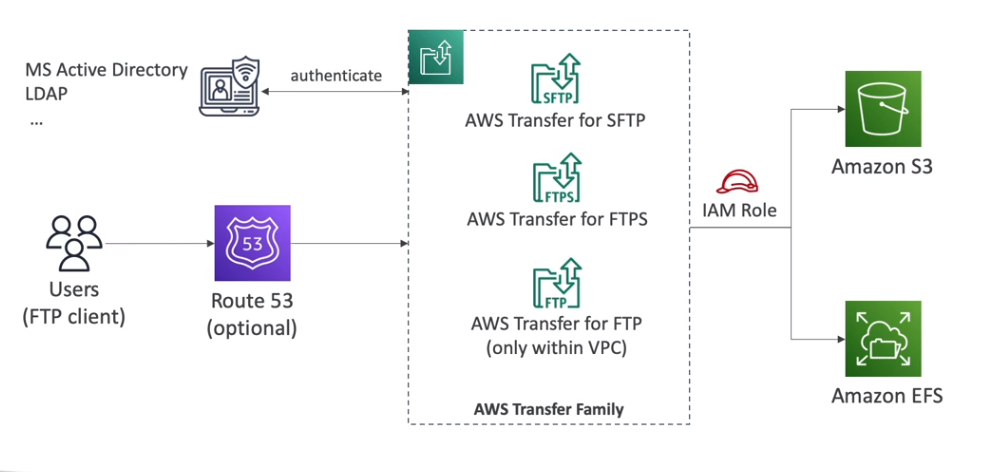 MS Active Directory
LDAP
...
authenticate
SFTP
AWS Transfer for SFTP
FTPS
AWS Transfer for FTPS
FTP
AWS Transfer for FTP
(only within VPC)
AWS Transfer Family
Users
(FTP client)
53
Route 53
(optional)
IAM Role
Amazon S3
Amazon EFS